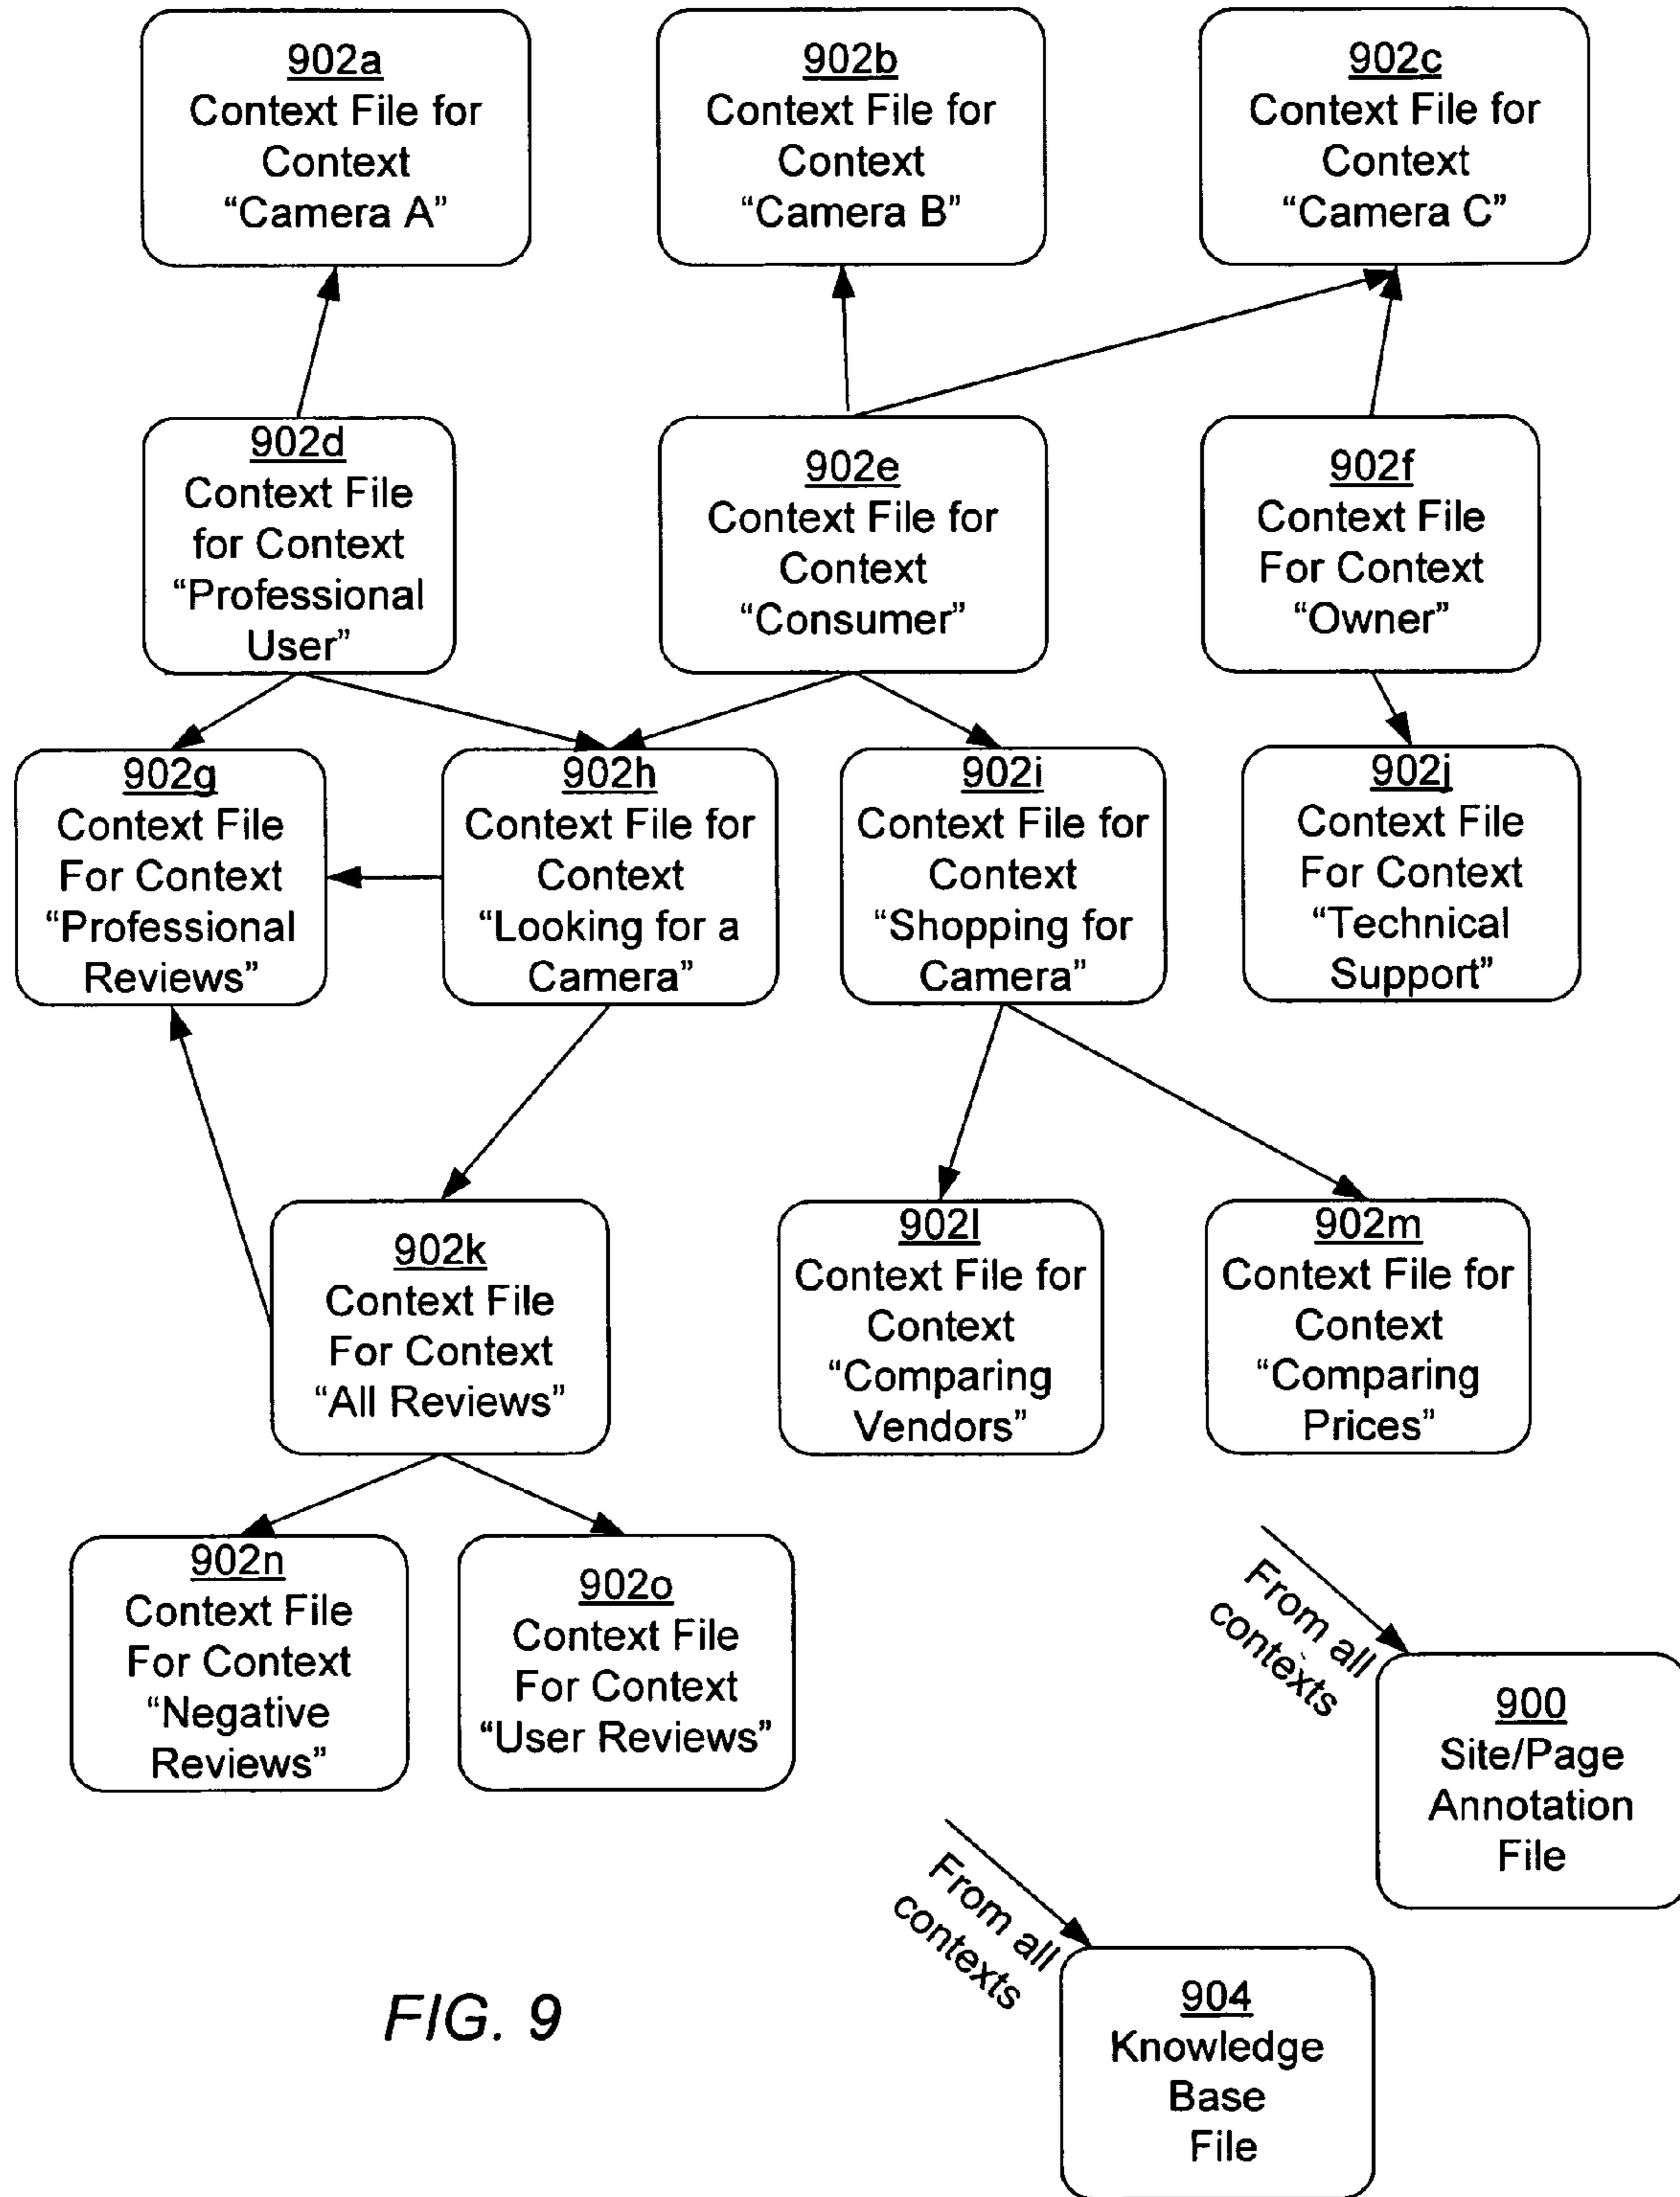 902a
Context File for
Context
“Camera A”
902b
Context File for
Context
“Camera B”
902c
Context File for
Context
“Camera C”
902d
Context File
for Context
“Professional
User”
902e
Context File for
Context
“Consumer”
902f
Context File
For Context
“Owner”
902g
Context File
For Context
“Professional
Reviews”
902h
Context File for
Context
“Looking for a
Camera”
902i
Context File for
Context
“Shopping for
Camera”
902j
Context File
For Context
“Technical
Support”
902k
Context File
For Context
“All Reviews”
902l
Context File for
Context
“Comparing
Vendors”
902m
Context File for
Context
“Comparing
Prices”
902n
Context File
For Context
“Negative
Reviews”
902o
Context File
For Context
“User Reviews”
From all
contexts
900
Site/Page
Annotation
File
From all
contexts
904
Knowledge
Base
File
FIG. 9